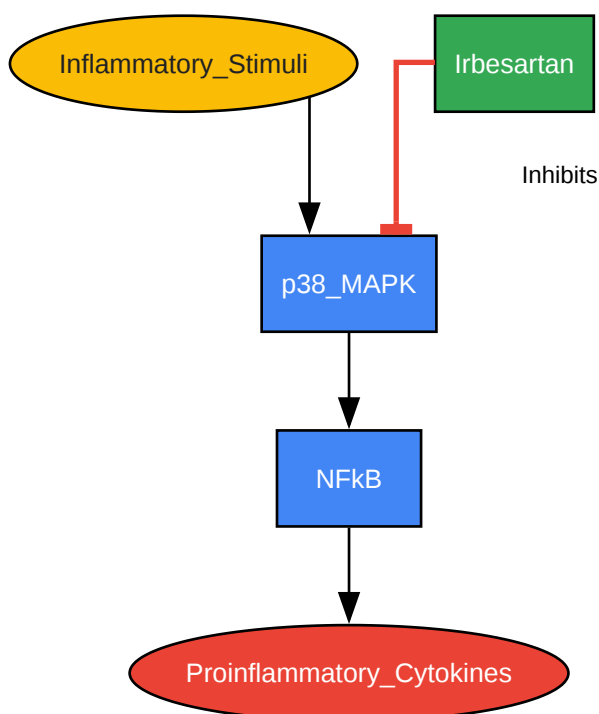 Inflammatory_Stimuli
Irbesartan
Inhibits
p38_MAPK
NFkB
Proinflammatory_Cytokines